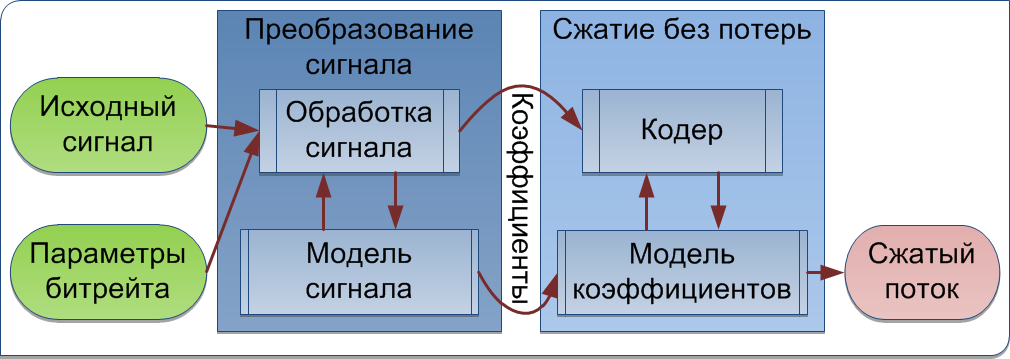 Преобразование
сигнала
Сжатие без потерь
Исходный
сигнал
Обработка
сигнала
Коэффициенты
Кодер
Параметры
битрейта
Модель
сигнала
Модель
коэффициентов
Сжатый
поток